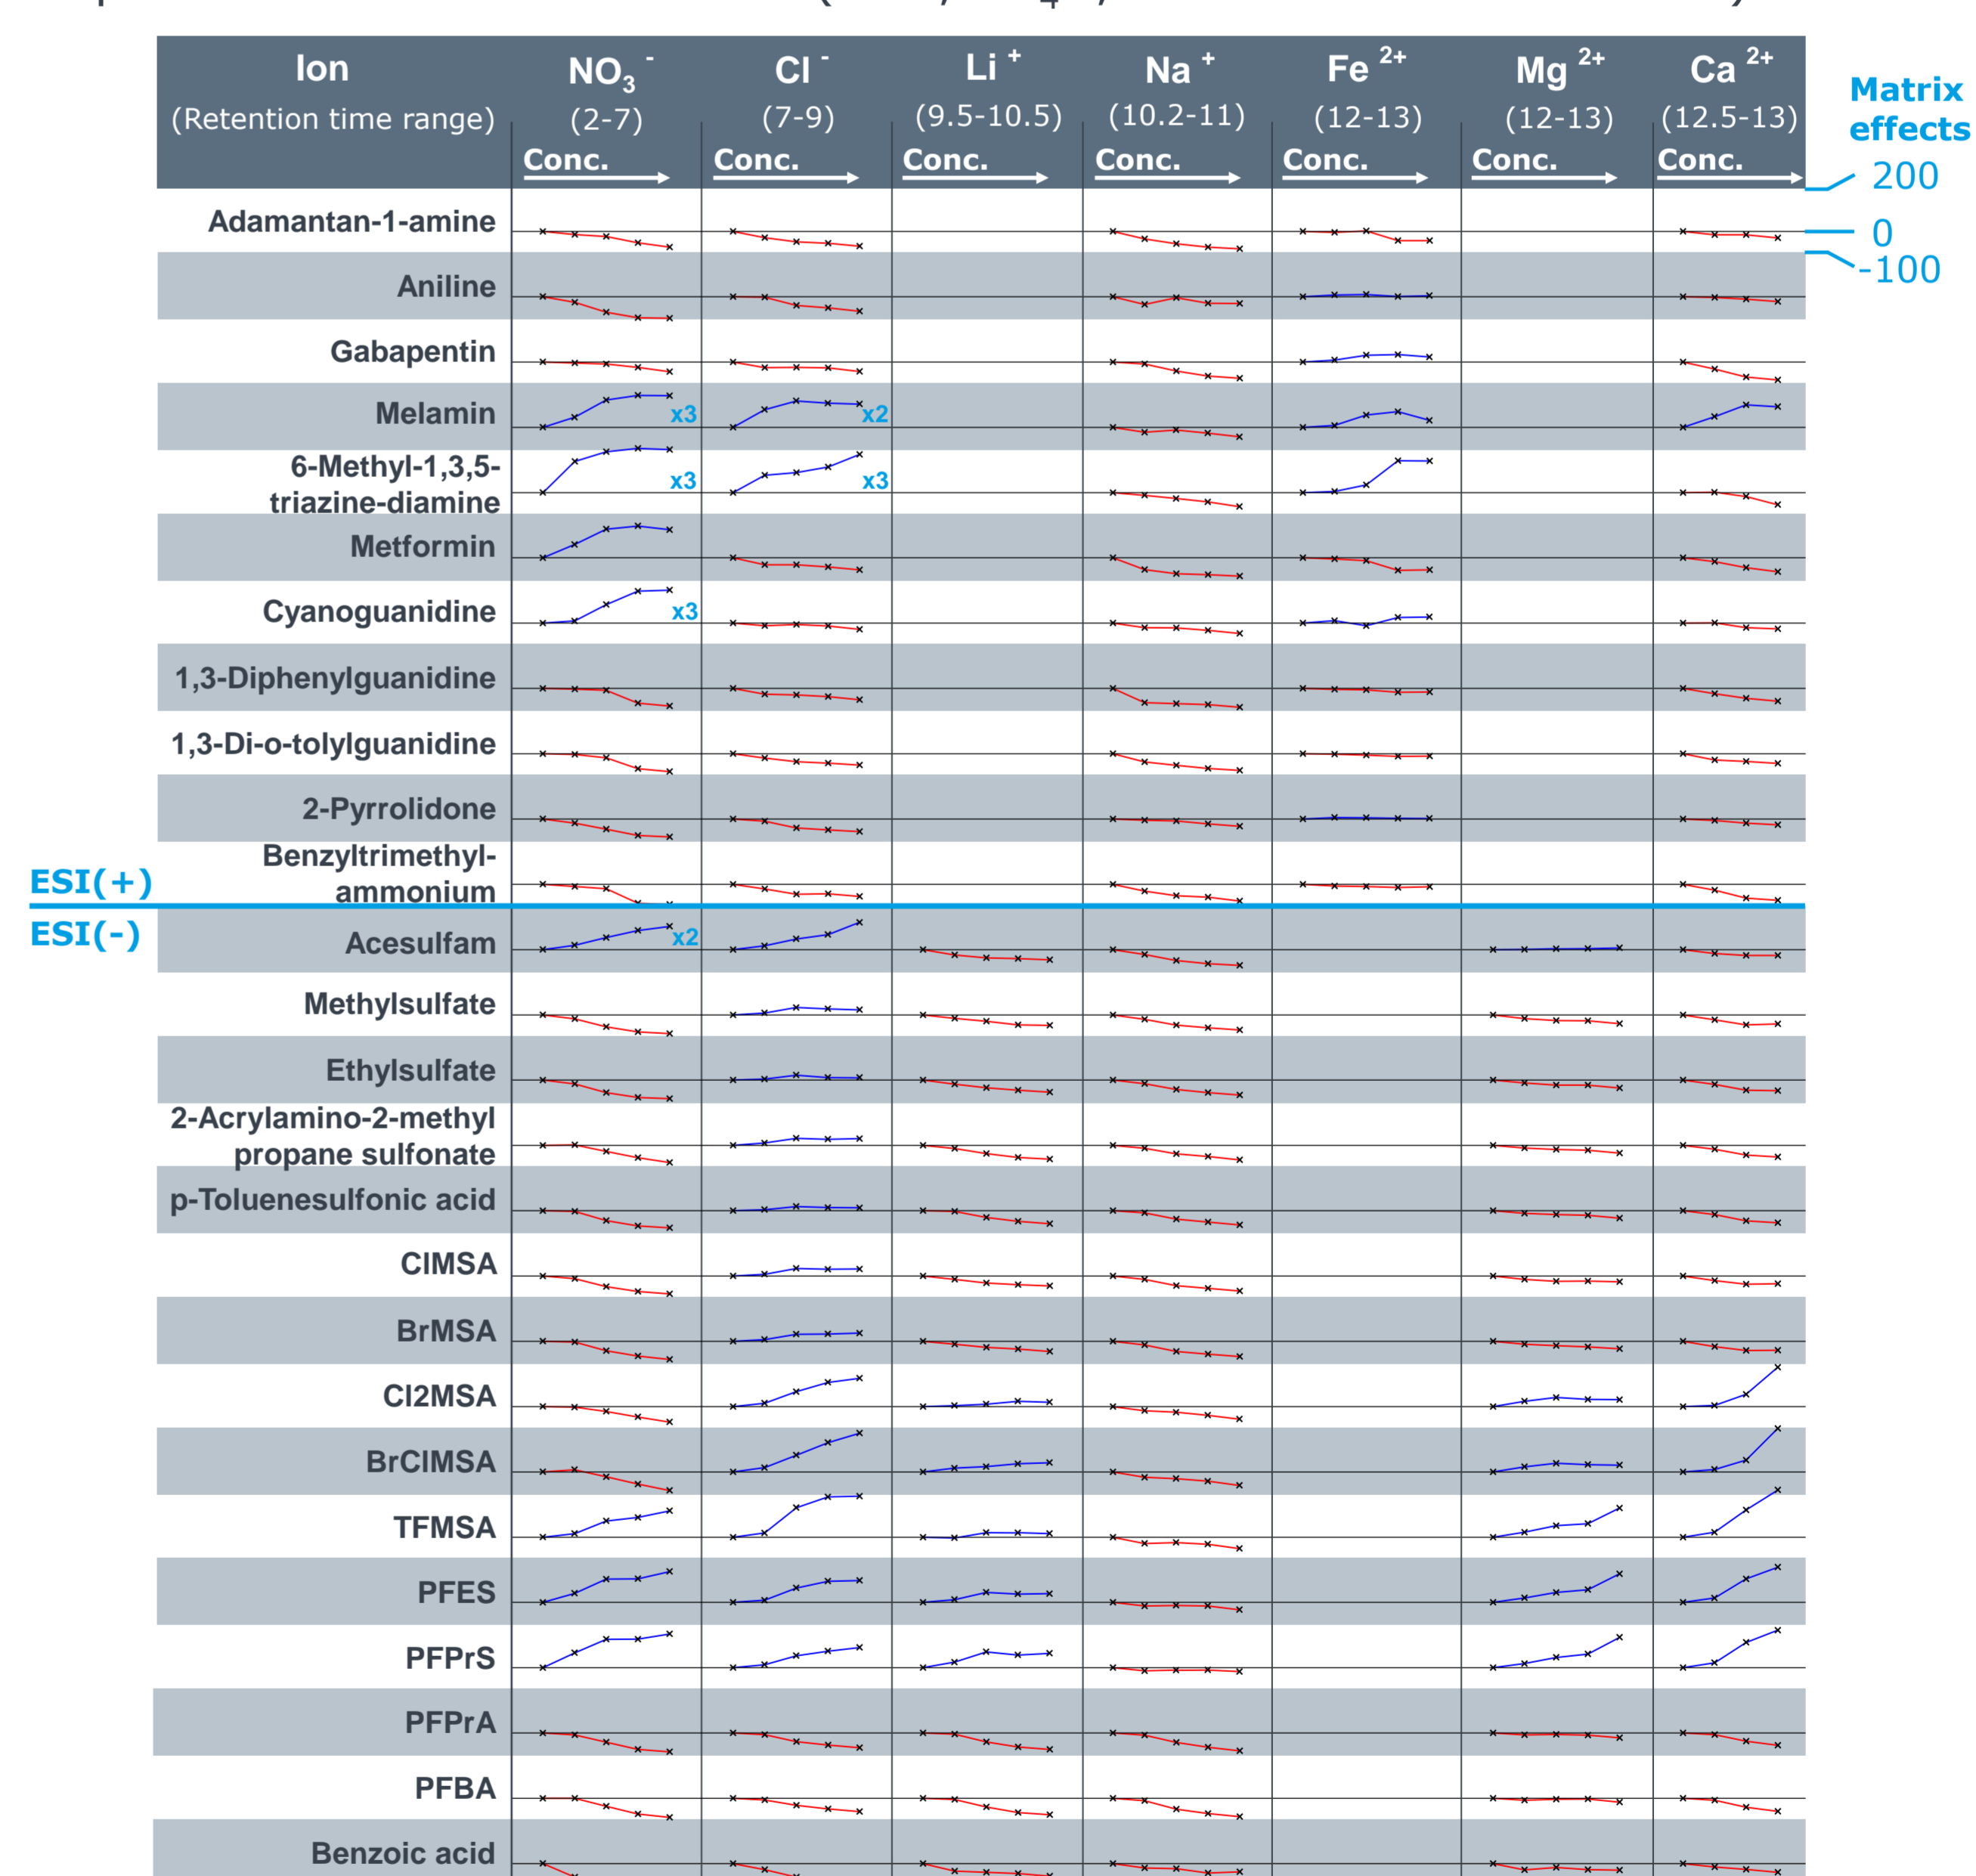 Ion NO3 - Cl - Li + Na + Fe 2+ Mg 2+ Ca 2+
(Retention time range) (2-7) (7-9) (9.5-10.5) (10.2-11) (12-13) (12-13) (12.5-13)
Conc. Conc. Conc. Conc. Conc. Conc. Conc.
Matrix
effects
200
0
-100
Adamantan-1-amine
Aniline
Gabapentin
Melamin x3 x2
6-Methyl-1,3,5-
triazine-diamine x3 x3
Metformin
Cyanoguanidine x3
1,3-Diphenylguanidine
1,3-Di-o-tolylguanidine
2-Pyrrolidone
Benzyltrimethyl-
ammonium
ESI(+)
ESI(-)
Acesulfam x2
Methylsulfate
Ethylsulfate
2-Acrylamino-2-methyl
propane sulfonate
p-Toluenesulfonic acid
ClMSA
BrMSA
Cl2MSA
BrClMSA
TFMSA
PFES
PFPrS
PFPrA
PFBA
Benzoic acid